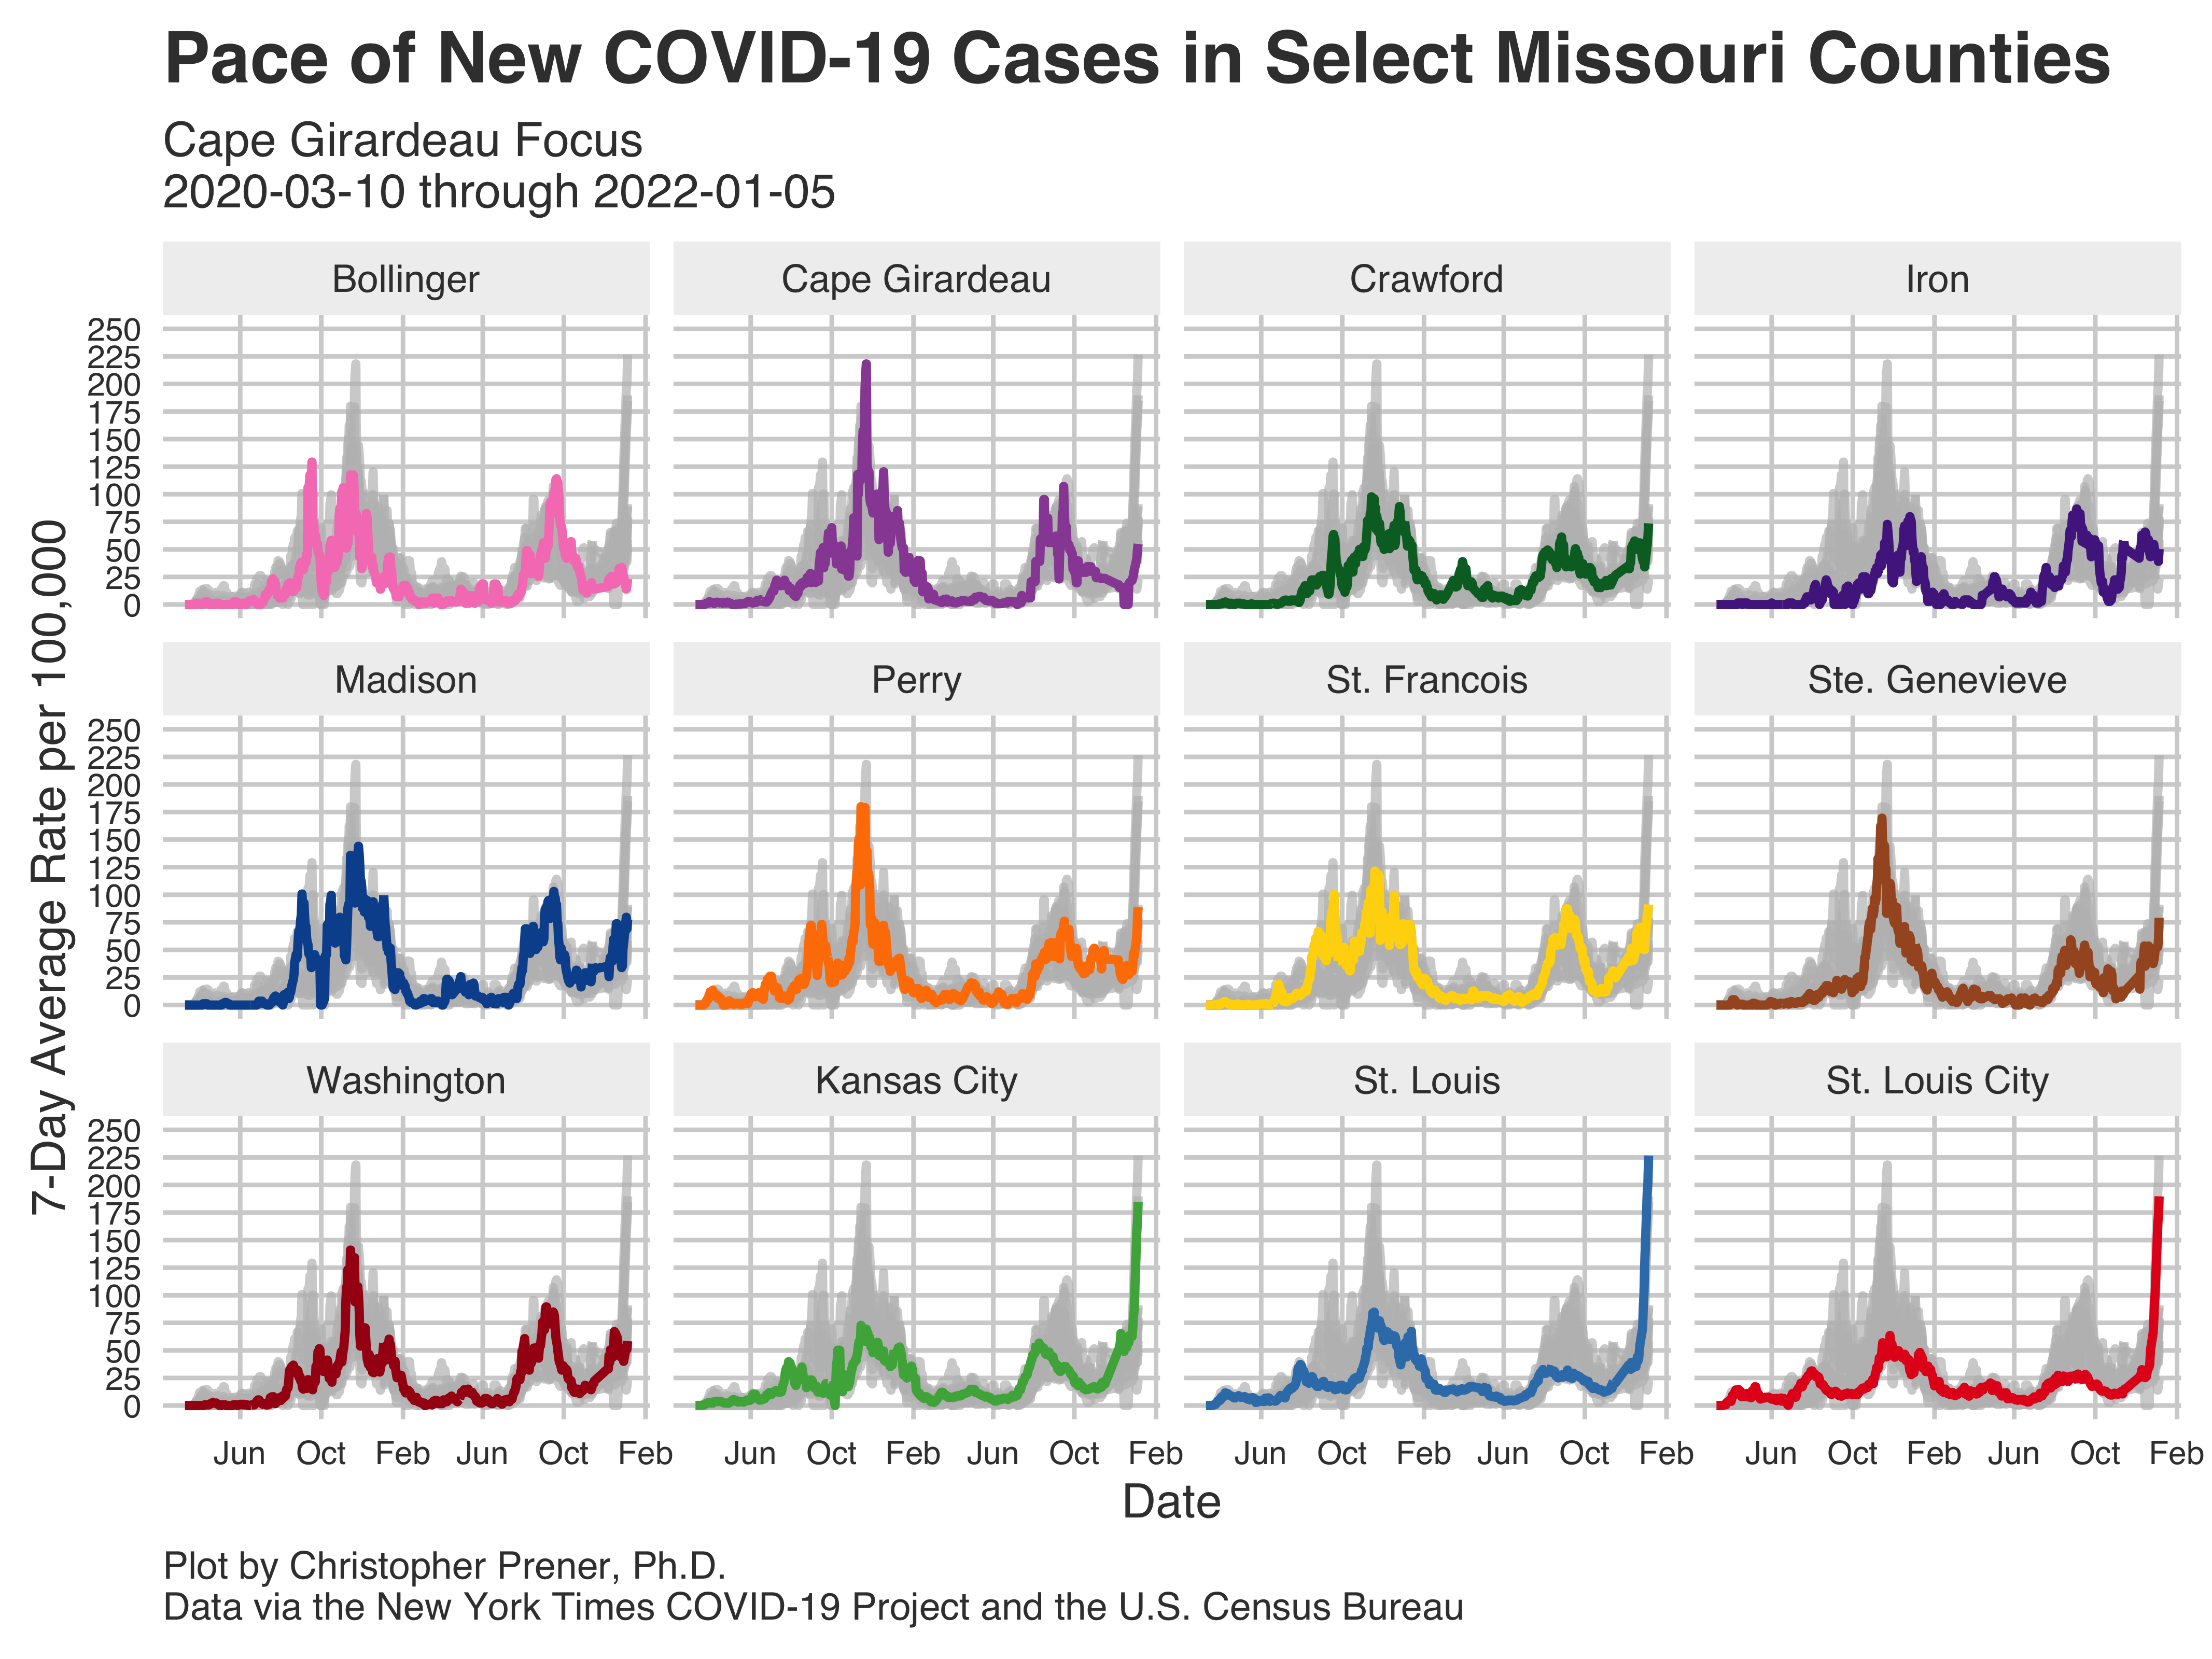 Pace of New COVID-19 Cases in Select Missouri Counties
Cape Girardeau Focus
2020-03-10 through 2022-01-05
7-Day Average Rate per 100,000
Bollinger
Cape Girardeau
Crawford
Iron
250
225
200
175
150
125
100
75
50
25
0
Madison
Perry
St. Francois
Ste. Genevieve
250
225
200
175
150
125
100
75
50
25
0
Washington
Kansas City
St. Louis
St. Louis City
250
225
200
175
150
125
100
75
50
25
0
Jun Oct Feb Jun Oct Feb
Jun Oct Feb Jun Oct Feb
Jun Oct Feb Jun Oct Feb
Jun Oct Feb Jun Oct Feb
Date
Plot by Christopher Prener, Ph.D.
Data via the New York Times COVID-19 Project and the U.S. Census Bureau